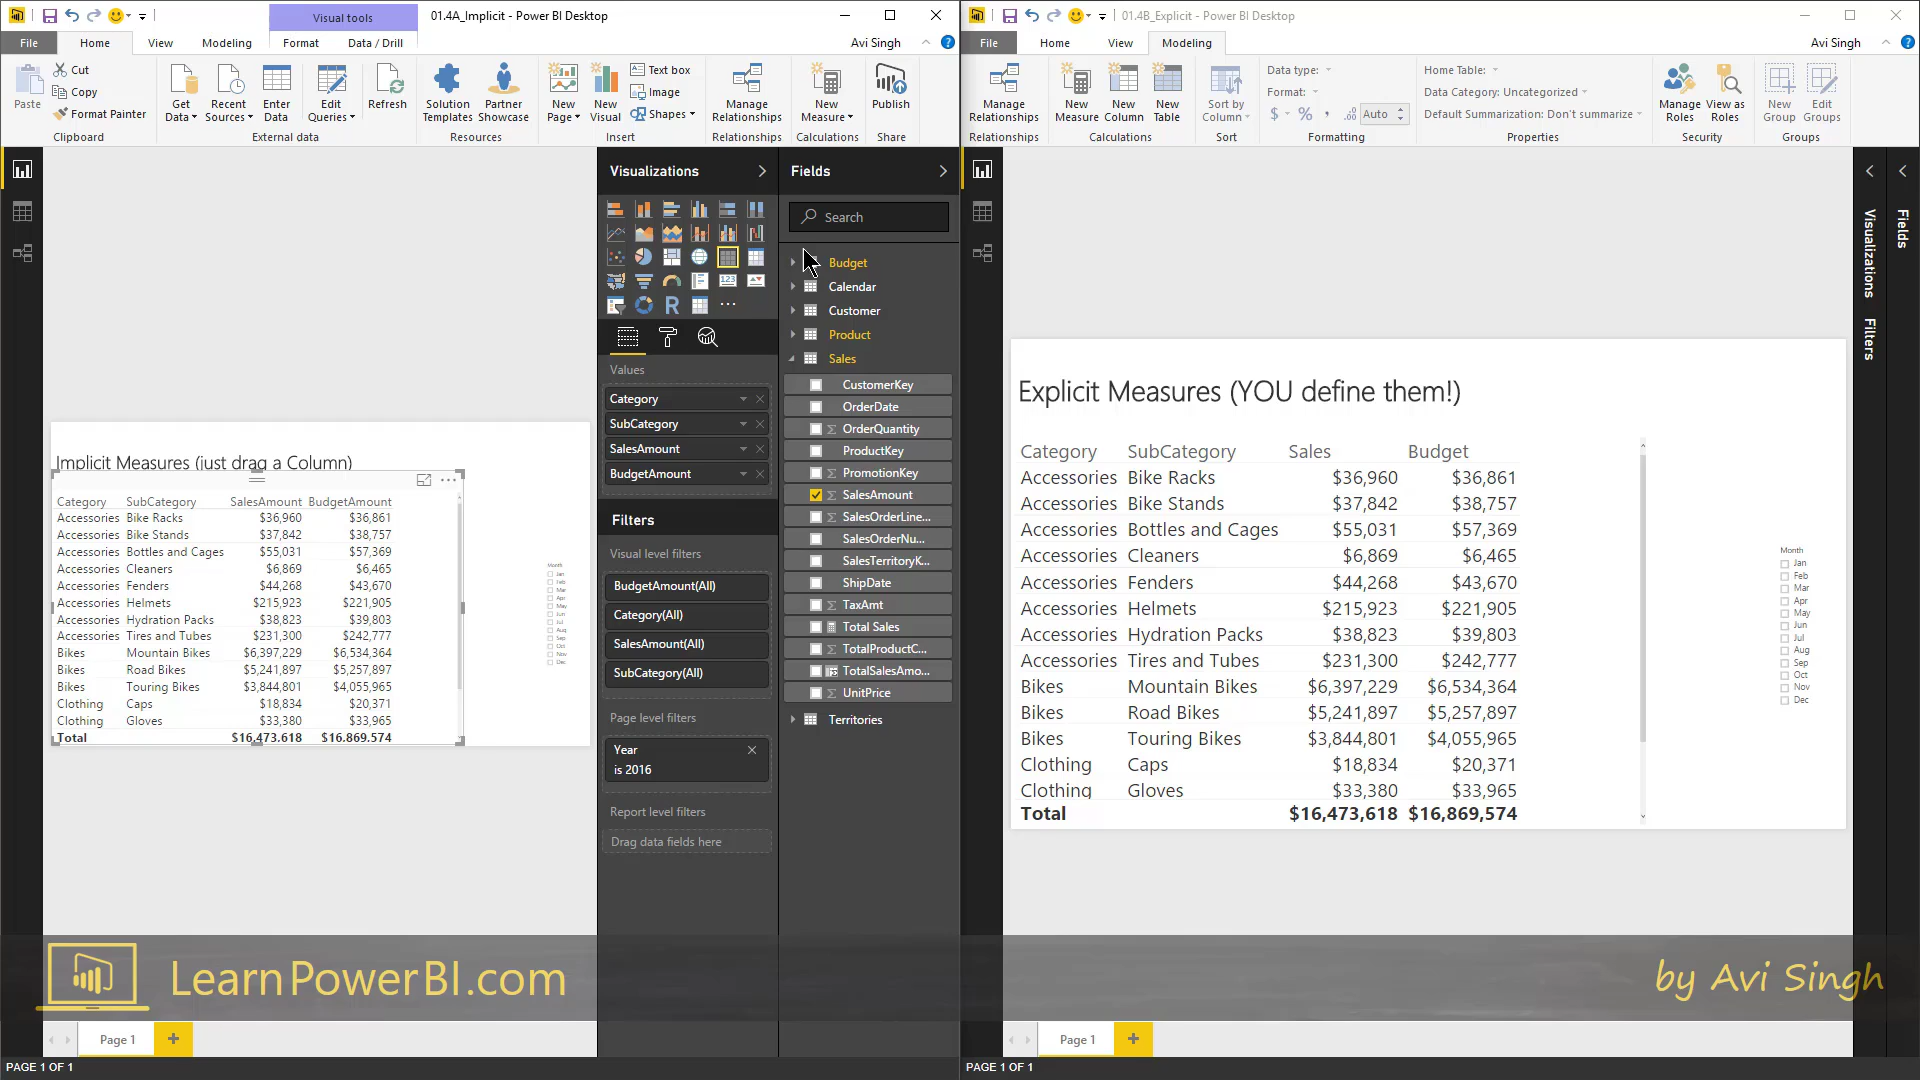 Visual tools
01.4A_Implicit - Power BI Desktop
File
Home
View
Modeling
Format
Data / Drill
Avi Singh
Paste
Cut
Copy
Format Painter
Clipboard
Get Data
Recent Sources
Enter Data
Edit Queries
External data
Refresh
Solution Templates
Partner Showcase
Resources
New Page
New Visual
Text box
Image
Shapes
Insert
Manage Relationships
Relationships
New Measure
Calculations
Publish
Share
Implicit Measures (just drag a Column)
Category SubCategory SalesAmount BudgetAmount
Accessories Bike Racks $36,960 $36,861
Accessories Bike Stands $37,842 $38,757
Accessories Bottles and Cages $55,031 $57,369
Accessories Cleaners $6,869 $6,465
Accessories Fenders $44,268 $43,670
Accessories Helmets $215,923 $221,905
Accessories Hydration Packs $38,823 $39,803
Accessories Tires and Tubes $231,300 $242,777
Bikes Mountain Bikes $6,397,229 $6,534,364
Bikes Road Bikes $5,241,897 $5,257,897
Bikes Touring Bikes $3,844,801 $4,055,965
Clothing Caps $18,834 $20,371
Clothing Gloves $33,380 $33,965
Total $16,473,618 $16,869,574
Month
Jan
Feb
Mar
Apr
May
Jun
Jul
Aug
Sep
Oct
Nov
Dec
Visualizations
Values
Category
SubCategory
SalesAmount
BudgetAmount
Filters
Visual level filters
BudgetAmount(All)
Category(All)
SalesAmount(All)
SubCategory(All)
Page level filters
Year
is 2016
Report level filters
Drag data fields here
Fields
Search
Budget
Calendar
Customer
Product
Sales
CustomerKey
OrderDate
OrderQuantity
ProductKey
PromotionKey
SalesAmount
SalesOrderLine...
SalesOrderNu...
SalesTerritoryK...
ShipDate
TaxAmt
Total Sales
TotalProductC...
TotalSalesAmo...
UnitPrice
Territories
Page 1
PAGE 1 OF 1
01.4B_Explicit - Power BI Desktop
File
Home
View
Modeling
Avi Singh
Manage Relationships
Relationships
New Measure
New Column
New Table
Calculations
Sort by Column
Sort
Data type:
Format:
$ % , .00 Auto
Formatting
Home Table:
Data Category: Uncategorized
Default Summarization: Don't summarize
Properties
Manage Roles
View as Roles
Security
New Group
Edit Groups
Groups
Explicit Measures (YOU define them!)
Category SubCategory Sales Budget
Accessories Bike Racks $36,960 $36,861
Accessories Bike Stands $37,842 $38,757
Accessories Bottles and Cages $55,031 $57,369
Accessories Cleaners $6,869 $6,465
Accessories Fenders $44,268 $43,670
Accessories Helmets $215,923 $221,905
Accessories Hydration Packs $38,823 $39,803
Accessories Tires and Tubes $231,300 $242,777
Bikes Mountain Bikes $6,397,229 $6,534,364
Bikes Road Bikes $5,241,897 $5,257,897
Bikes Touring Bikes $3,844,801 $4,055,965
Clothing Caps $18,834 $20,371
Clothing Gloves $33,380 $33,965
Total $16,473,618 $16,869,574
Month
Jan
Feb
Mar
Apr
May
Jun
Jul
Aug
Sep
Oct
Nov
Dec
Visualizations
Filters
Fields
Page 1
PAGE 1 OF 1
LearnPowerBI.com
by Avi Singh